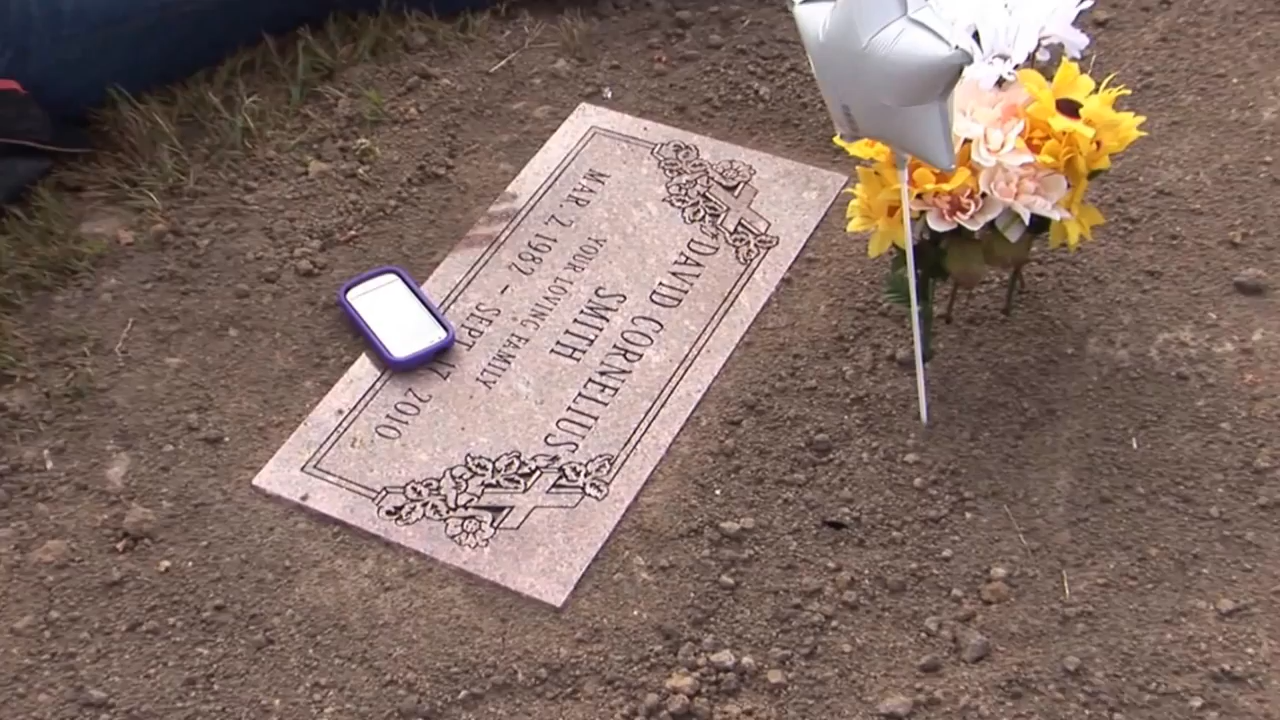 DAVID CORNELIUS
SMITH
YOUR LOVING FAMILY
MAR. 2, 1982 - SEPT. 17, 2010